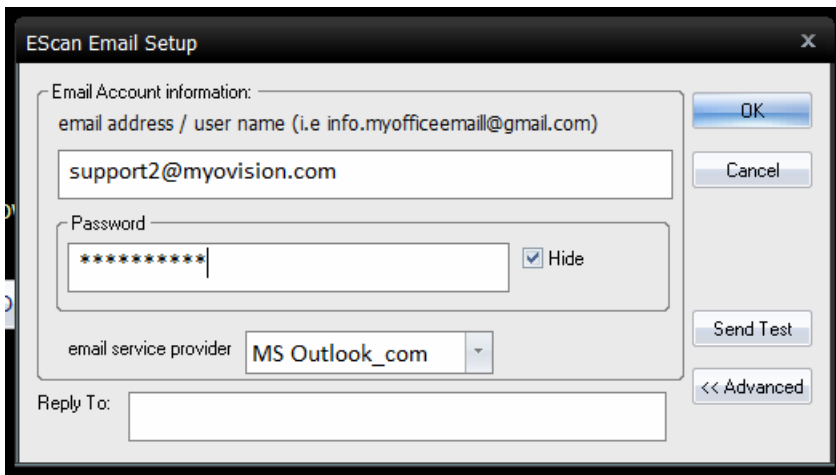 EScan Email Setup x
Email Account information:
email address / user name (i.e info.myofficeemaill@gmail.com)
OK
support2@myovision.com
Cancel
Password
**********
Hide
email service provider
MS Outlook_com
Send Test
<< Advanced
Reply To: